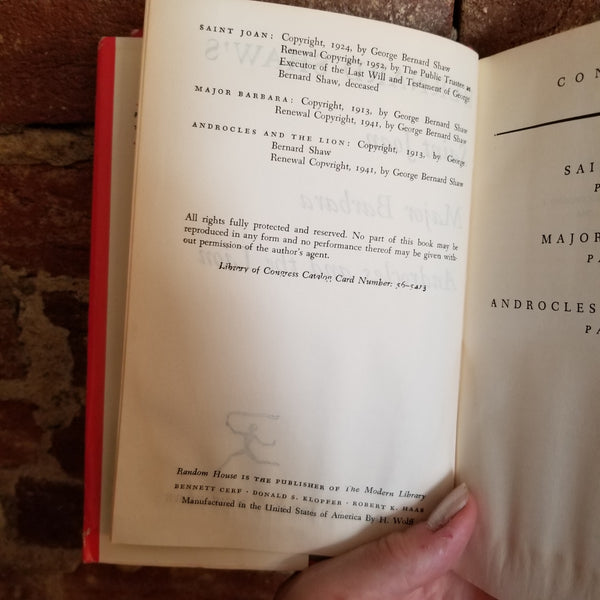 SAINT JOAN: Copyright, 1924, by George Bernard Shaw
Renewal Copyright, 1952, by The Public Trustee as
Executor of the Last Will and Testament of George
Bernard Shaw, deceased
MAJOR BARBARA: Copyright, 1913, by George Bernard Shaw
Renewal Copyright, 1941, by George Bernard Shaw
ANDROCLES AND THE LION: Copyright, 1913, by George
Bernard Shaw
Renewal Copyright, 1941, by George Bernard Shaw
All rights fully protected and reserved. No part of this book may be
reproduced in any form and no performance thereof may be given with-
out permission of the author's agent.
Library of Congress Catalog Card Number: 56-5413
Random House IS THE PUBLISHER OF The Modern Library
BENNETT CERF · DONALD S. KLOPFER · ROBERT K. HAAS
Manufactured in the United States of America By H. Wolff
CON
SAI
P
MAJOR
PA
ANDROCLES
PA